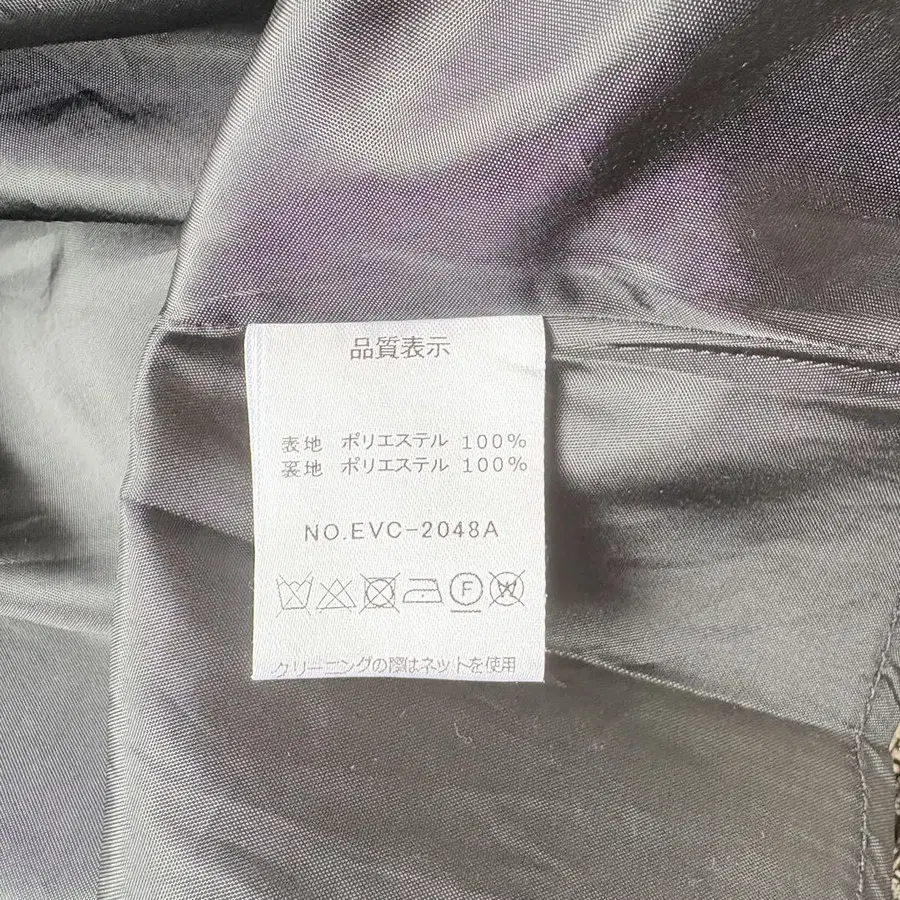 品質表示
表地 ポリエステル 100%
裏地 ポリエステル 100%
NO.EVC-2048A
F W
クリーニングの際はネットを使用